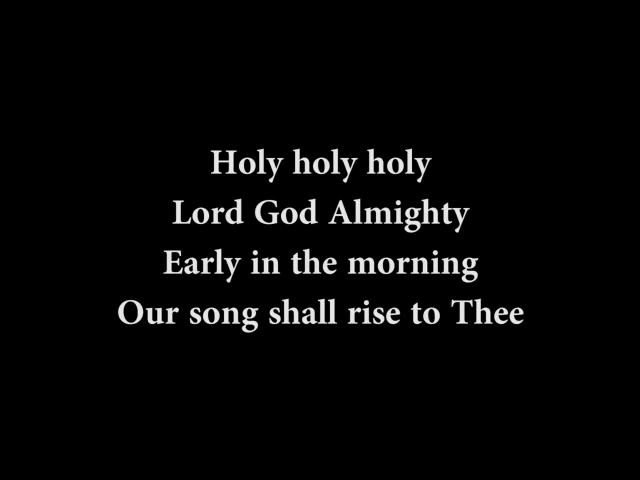 Holy holy holy
Lord God Almighty
Early in the morning
Our song shall rise to Thee